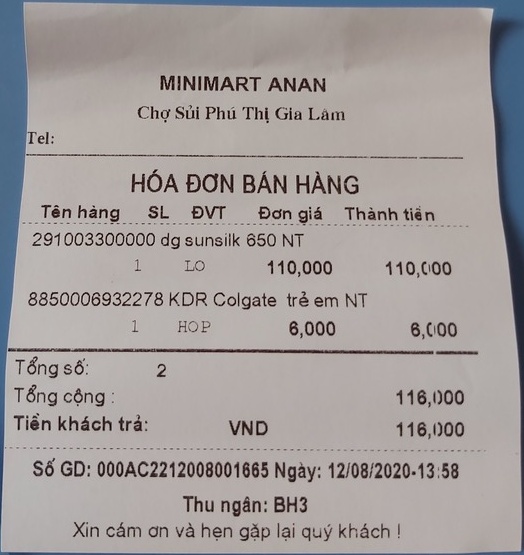 MINIMART ANAN
Chợ Sủi Phú Thị Gia Lâm
Tel:
HÓA ĐƠN BÁN HÀNG
Tên hàng SL ĐVT Đơn giá Thành tiền
291003300000 dg sunsilk 650 NT
1 LO 110,000 110,000
8850006932278 KDR Colgate trẻ em NT
1 HOP 6,000 6,000
Tổng số: 2
Tổng cộng : 116,000
Tiền khách trả: VND 116,000
Số GD: 000AC2212008001665 Ngày: 12/08/2020-13:58
Thu ngân: BH3
Xin cám ơn và hẹn gặp lại quý khách !